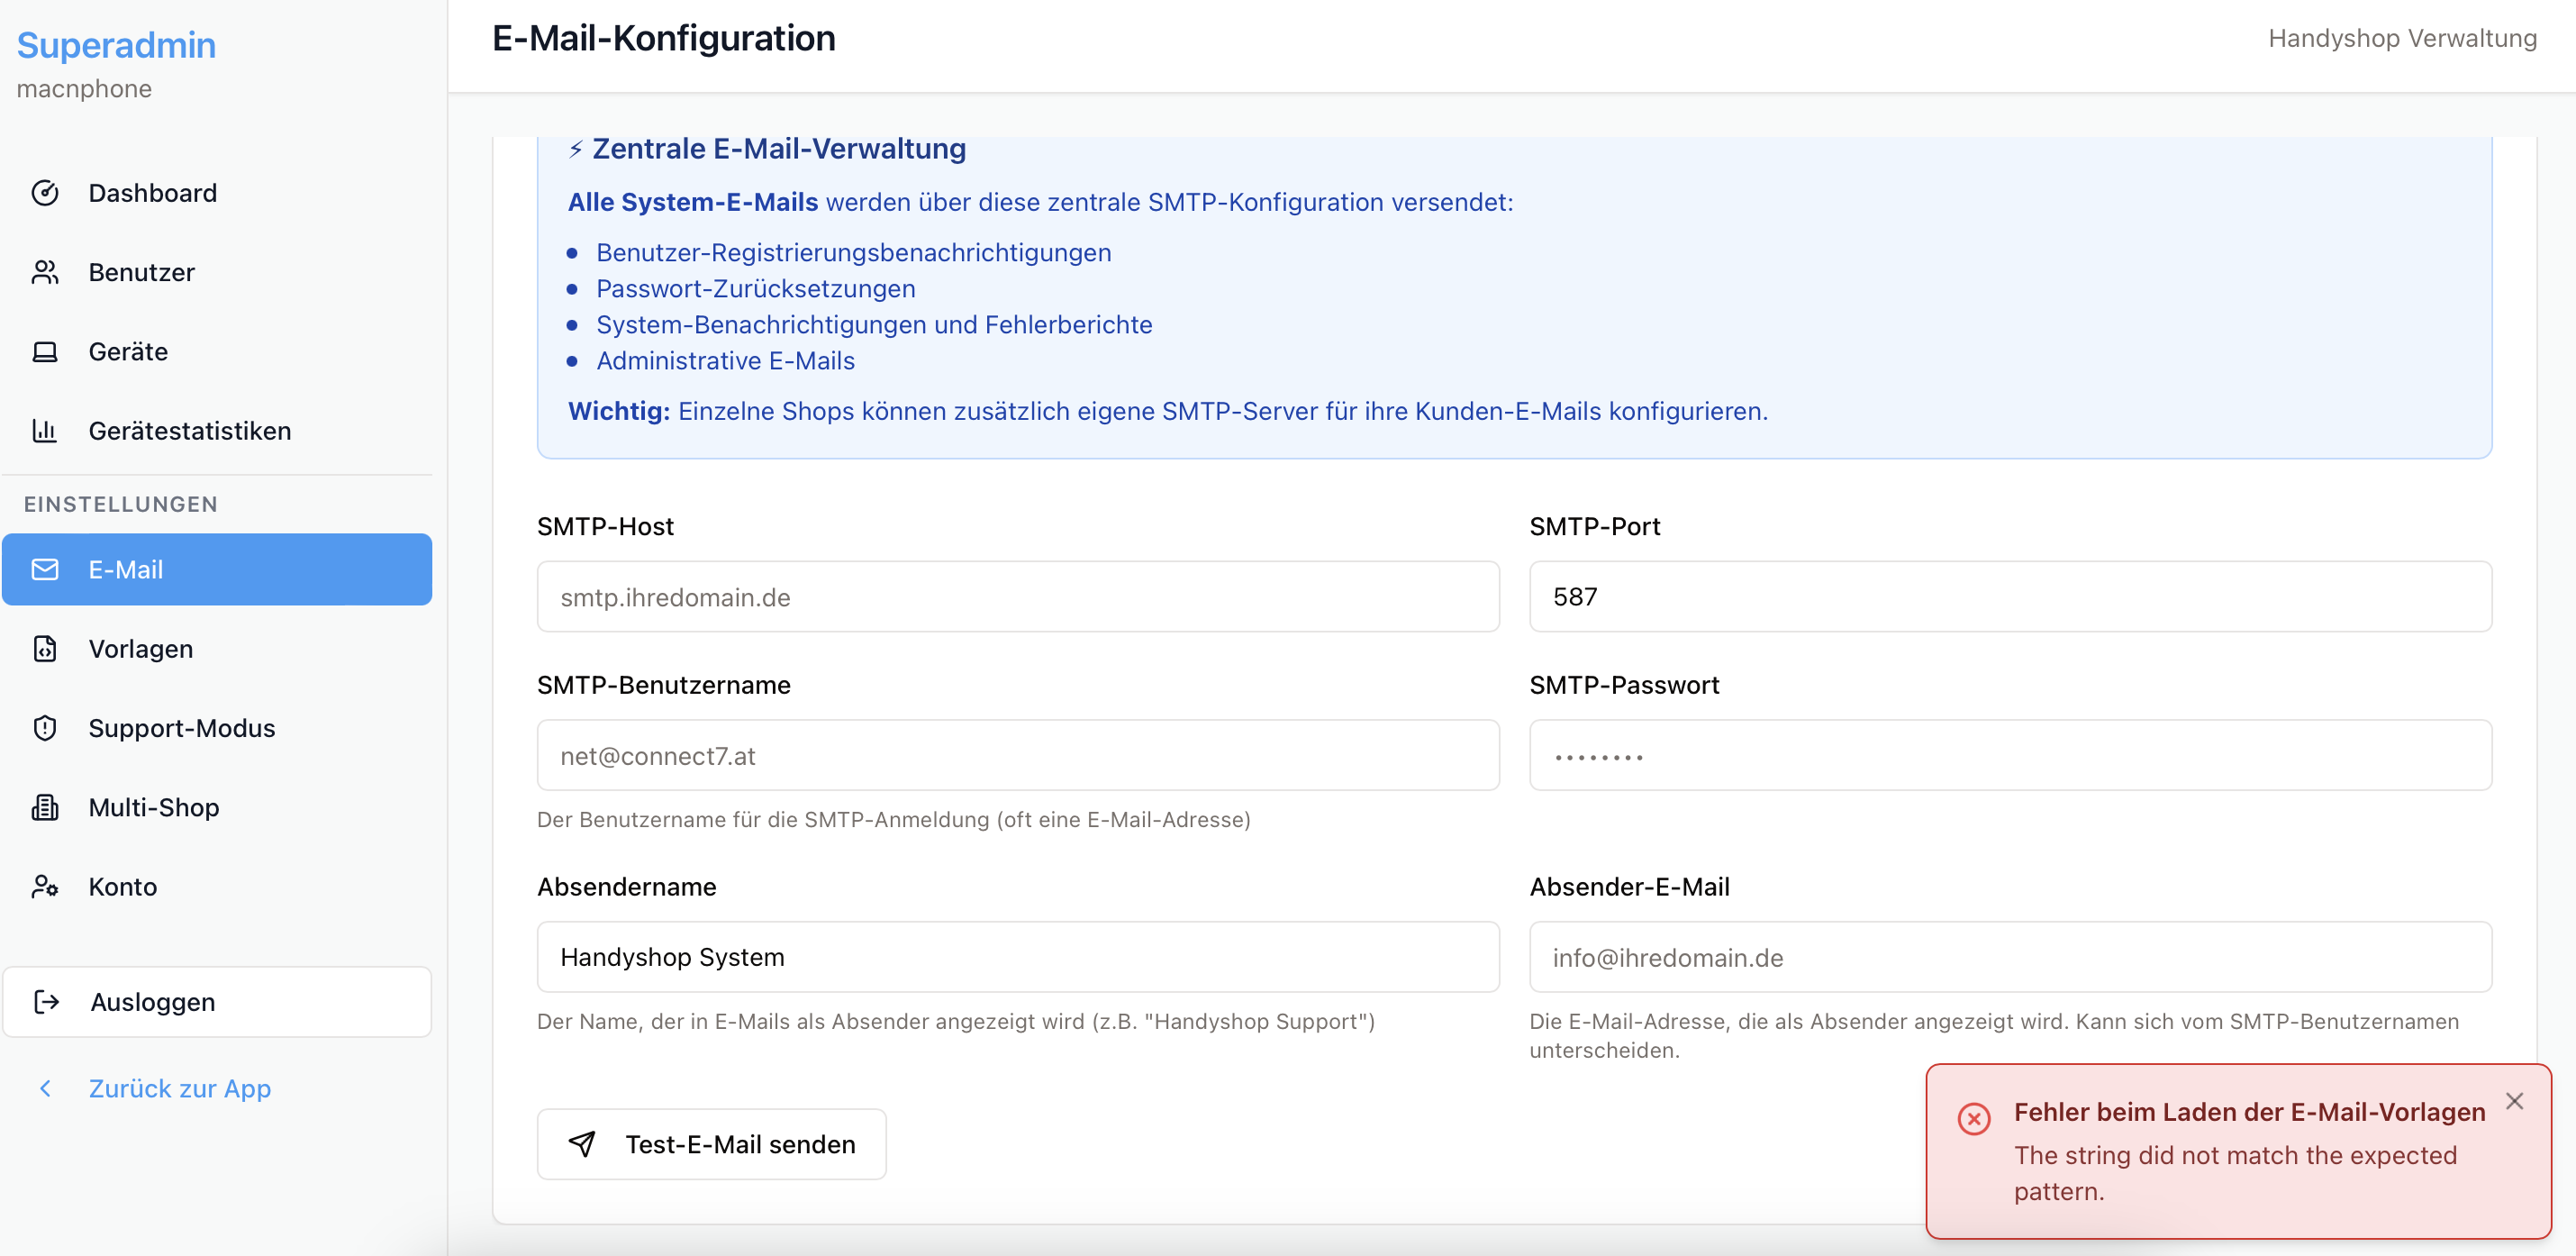 Superadmin
macnphone
Dashboard
Benutzer
Geräte
Gerätestatistiken
EINSTELLUNGEN
E-Mail
Vorlagen
Support-Modus
Multi-Shop
Konto
Ausloggen
Zurück zur App
E-Mail-Konfiguration
Handyshop Verwaltung
⚡ Zentrale E-Mail-Verwaltung
Alle System-E-Mails werden über diese zentrale SMTP-Konfiguration versendet:
• Benutzer-Registrierungsbenachrichtigungen
• Passwort-Zurücksetzungen
• System-Benachrichtigungen und Fehlerberichte
• Administrative E-Mails
Wichtig: Einzelne Shops können zusätzlich eigene SMTP-Server für ihre Kunden-E-Mails konfigurieren.
SMTP-Host
smtp.ihredomain.de
SMTP-Port
587
SMTP-Benutzername
net@connect7.at
Der Benutzername für die SMTP-Anmeldung (oft eine E-Mail-Adresse)
SMTP-Passwort
••••••••
Absendername
Handyshop System
Der Name, der in E-Mails als Absender angezeigt wird (z.B. "Handyshop Support")
Absender-E-Mail
info@ihredomain.de
Die E-Mail-Adresse, die als Absender angezeigt wird. Kann sich vom SMTP-Benutzernamen
unterscheiden.
Test-E-Mail senden
Fehler beim Laden der E-Mail-Vorlagen
The string did not match the expected
pattern.